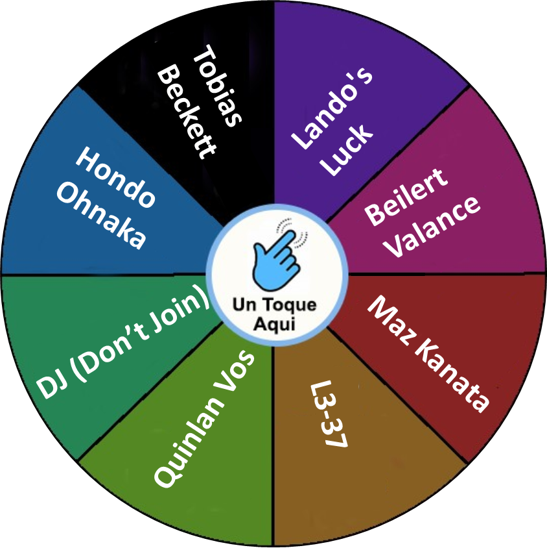 Tobias
Beckett
Lando's
Luck
Beilert
Valance
Maz Kanata
L3-37
Quinlan Vos
DJ (Don’t Join)
Hondo
Ohnaka
Un Toque
Aqui